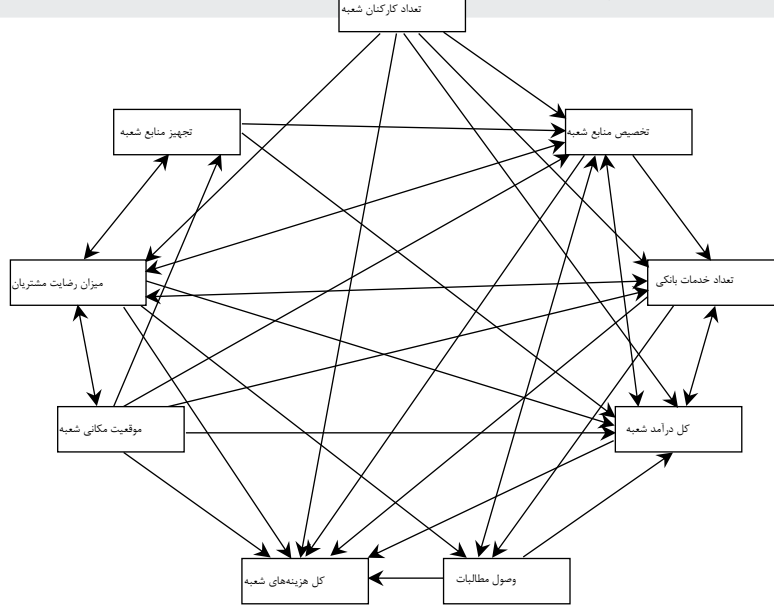 تعداد کارکنان شعبه
تخصیص منابع شعبه
تجهیز منابع شعبه
تعداد خدمات بانکی
میزان رضایت مشتریان
کل درآمد شعبه
موقعیت مکانی شعبه
وصول مطالبات
کل هزینه‌های شعبه